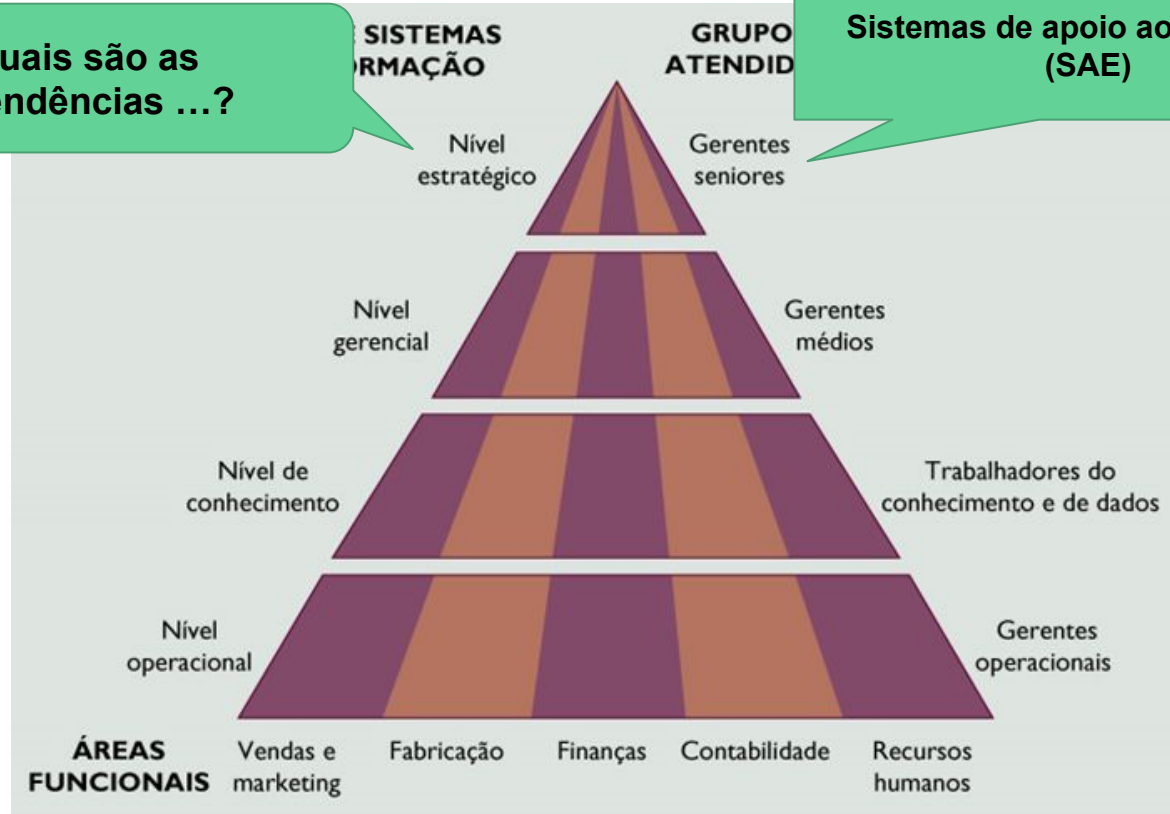 uais são as
endências ...?
SISTEMAS
RMAÇÃO
GRUPO
ATENDID
Sistemas de apoio ao
(SAE)
Nível
estratégico
Gerentes
seniores
Nível
gerencial
Gerentes
médios
Nível de
conhecimento
Trabalhadores do
conhecimento e de dados
Nível
operacional
Gerentes
operacionais
ÁREAS
FUNCIONAIS
Vendas e
marketing
Fabricação
Finanças
Contabilidade
Recursos
humanos